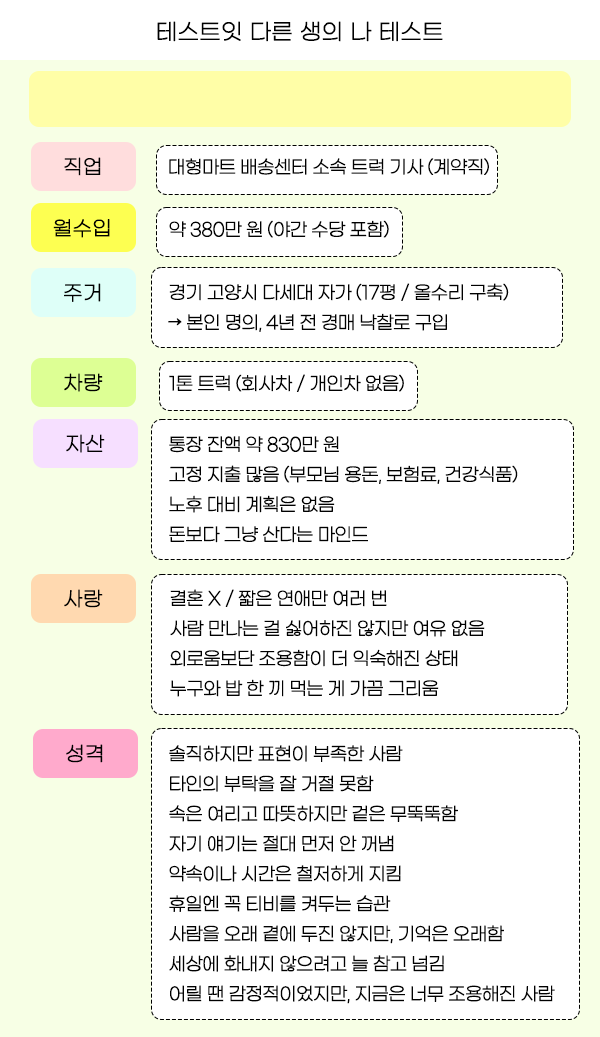 테스트잇 다른 생의 나 테스트
직업
대형마트 배송센터 소속 트럭 기사 (계약직)
월수입
약 380만 원 (야간 수당 포함)
주거
경기 고양시 다세대 자가 (17평 / 올수리 구축)
→ 본인 명의, 4년 전 경매 낙찰로 구입
차량
1톤 트럭 (회사차 / 개인차 없음)
자산
통장 잔액 약 830만 원
고정 지출 많음 (부모님 용돈, 보험료, 건강식품)
노후 대비 계획은 없음
돈보다 그냥 산다는 마인드
사랑
결혼 X / 짧은 연애만 여러 번
사람 만나는 걸 싫어하진 않지만 여유 없음
외로움보단 조용함이 더 익숙해진 상태
누구와 밥 한 끼 먹는 게 가끔 그리움
성격
솔직하지만 표현이 부족한 사람
타인의 부탁을 잘 거절 못함
속은 여리고 따뜻하지만 겉은 무뚝뚝함
자기 얘기는 절대 먼저 안 꺼냄
약속이나 시간은 철저하게 지킴
휴일엔 꼭 티비를 켜두는 습관
사람을 오래 곁에 두진 않지만, 기억은 오래함
세상에 화내지 않으려고 늘 참고 넘김
어릴 땐 감정적이었지만, 지금은 너무 조용해진 사람